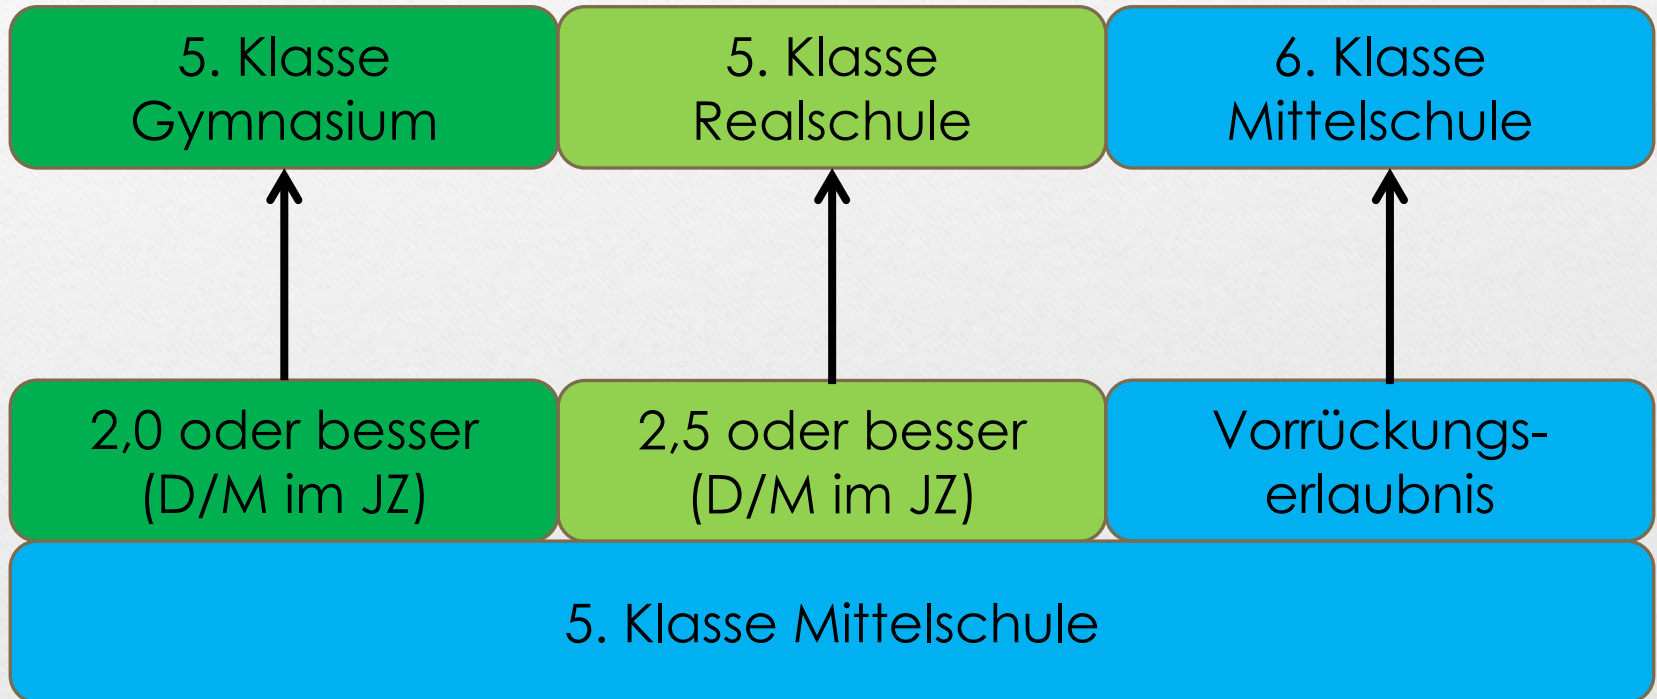 5. Klasse
Gymnasium
5. Klasse
Realschule
6. Klasse
Mittelschule
2,0 oder besser
(D/M im JZ)
2,5 oder besser
(D/M im JZ)
Vorrückungs-
erlaubnis
5. Klasse Mittelschule